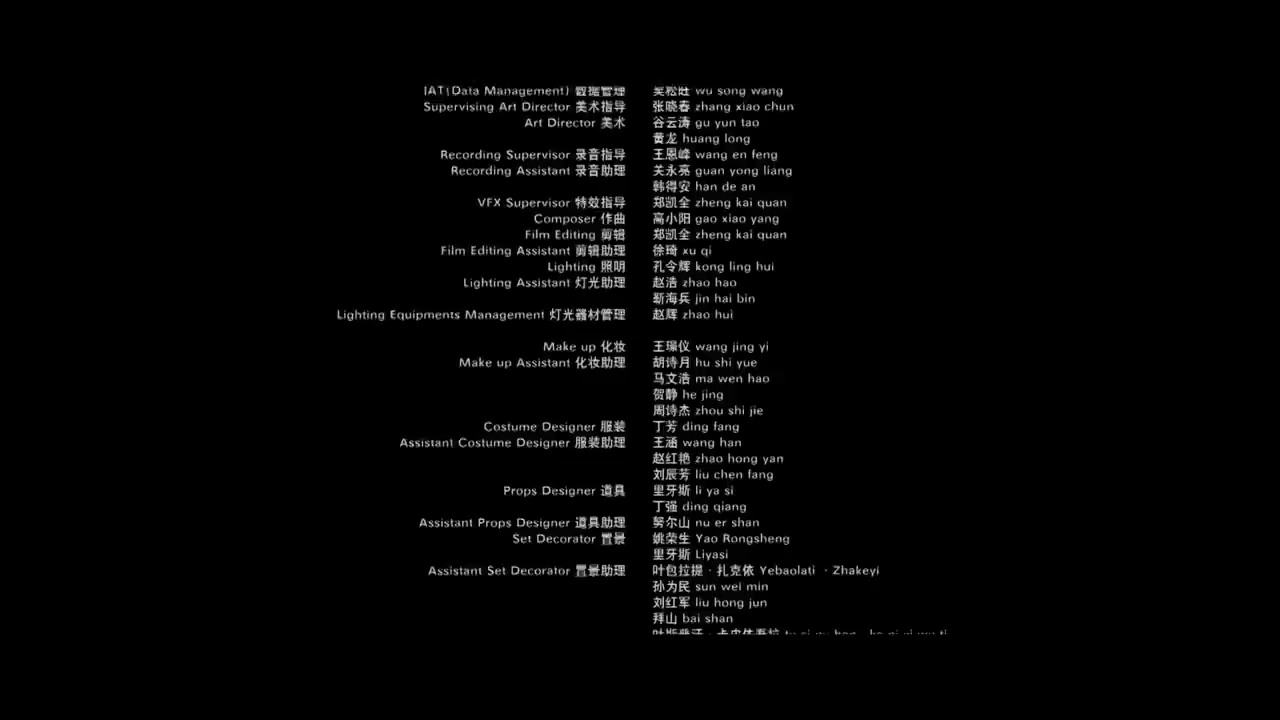 (Data Management) 数据管理 吴松旺 wu song wang
Supervising Art Director 美术指导 张晓春 zhang xiao chun
Art Director 美术 谷云涛 gu yun tao
黄龙 huang long
Recording Supervisor 录音指导 王恩峰 wang en feng
Recording Assistant 录音助理 关永亮 guan yong liang
韩得安 han de an
VFX Supervisor 特效指导 郑凯全 zheng kai quan
Composer 作曲 高小阳 gao xiao yang
Film Editing 剪辑 郑凯全 zheng kai quan
Film Editing Assistant 剪辑助理 徐琦 xu qi
Lighting 照明 孔令辉 kong ling hui
Lighting Assistant 灯光助理 赵浩 zhao hao
靳海兵 jin hai bin
Lighting Equipments Management 灯光器材管理 赵辉 zhao hui
Make up 化妆 王璟仪 wang jing yi
Make up Assistant 化妆助理 胡诗月 hu shi yue
马文浩 ma wen hao
贺静 he jing
周诗杰 zhou shi jie
Costume Designer 服装 丁芳 ding fang
Assistant Costume Designer 服装助理 王涵 wang han
赵红艳 zhao hong yan
刘辰芳 liu chen fang
Props Designer 道具 里牙斯 li ya si
丁强 ding qiang
Assistant Props Designer 道具助理 努尔山 nu er shan
Set Decorator 置景 姚荣生 Yao Rongsheng
里牙斯 Liyasi
Assistant Set Decorator 置景助理 叶包拉提·扎克依 Yebaolati · Zhakeyi
孙为民 sun wei min
刘红军 liu hong jun
拜山 bai shan